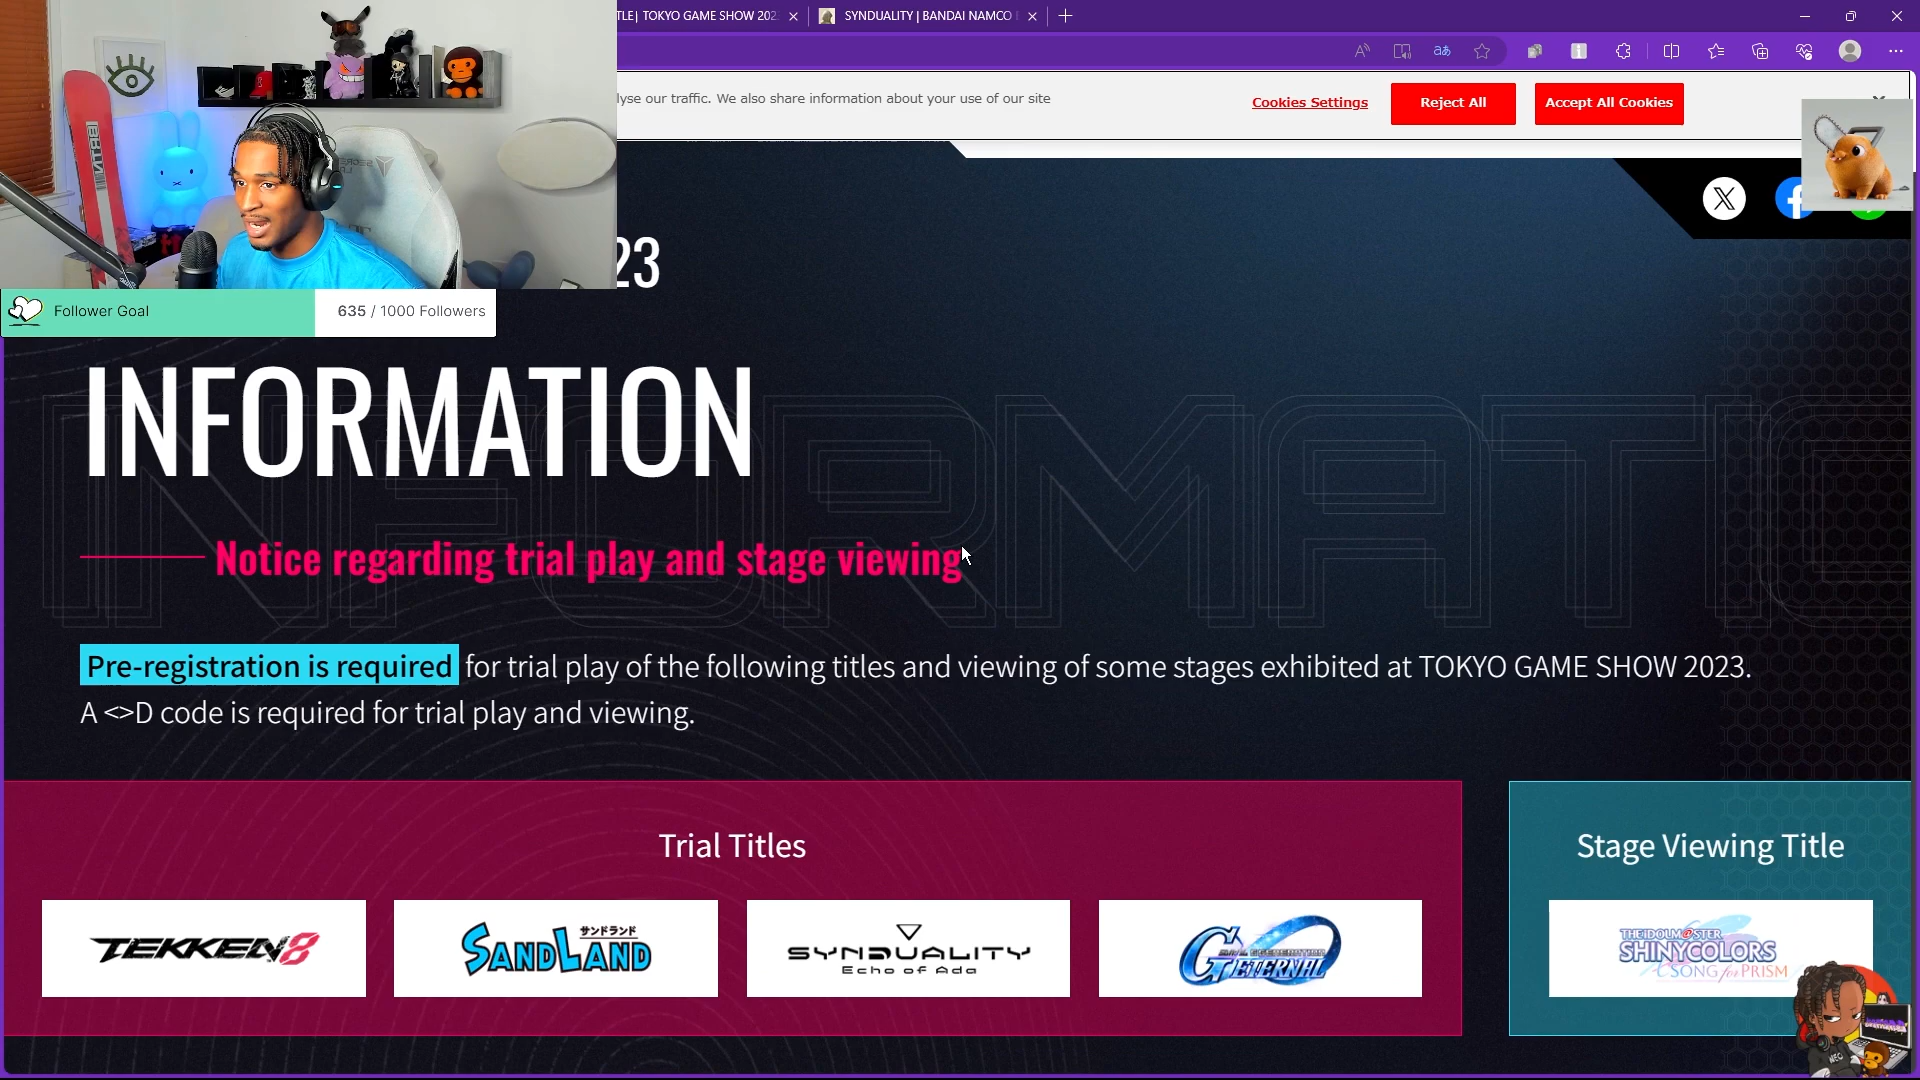 TLE | TOKYO GAME SHOW 202
SYNDUALITY | BANDAI NAMCO
lyse our traffic. We also share information about your use of our site
Cookies Settings
Reject All
Accept All Cookies
23
Follower Goal
635 / 1000 Followers
INFORMATION
Notice regarding trial play and stage viewing
Pre-registration is required for trial play of the following titles and viewing of some stages exhibited at TOKYO GAME SHOW 2023.
A <>D code is required for trial play and viewing.
Trial Titles
Stage Viewing Title
TEKKEN 8
サンドランド
SANDLAND
SYNDUALITY
Echo of Ada
G GENERATION
ETERNAL
THE IDOLM@STER
SHINYCOLORS
SONG for PRISM